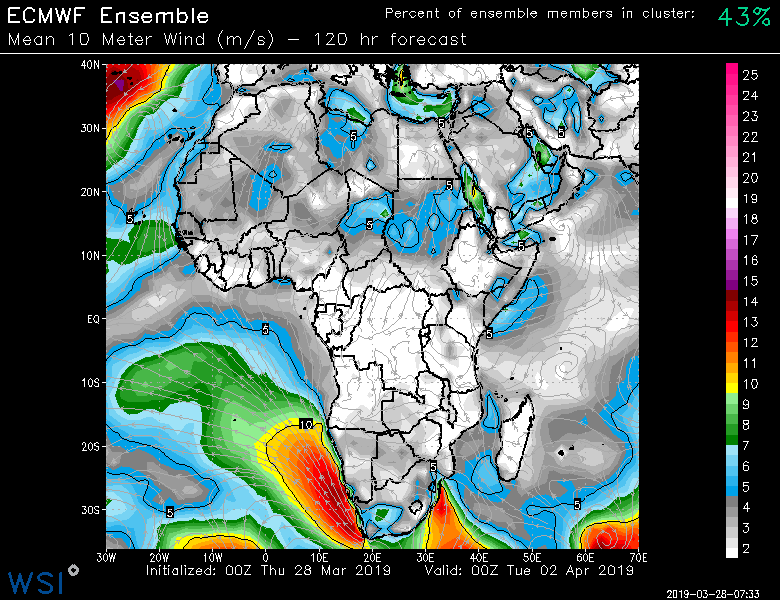 ECMWF Ensemble
Percent of ensemble members in cluster: 43%
Mean 10 Meter Wind (m/s) – 120 hr forecast
40N
30N
20N
10N
EQ
10S
20S
30S
30W 20W 10W 0 10E 20E 30E 40E 50E 60E 70E
5
5
5
5
5
5
5
5
5
5
10
5
5
5
25
24
23
22
21
20
19
18
17
16
15
14
13
12
11
10
9
8
7
6
5
4
3
2
Initialized: 00Z Thu 28 Mar 2019 Valid: 00Z Tue 02 Apr 2019
WSI
2019-03-28-07:33